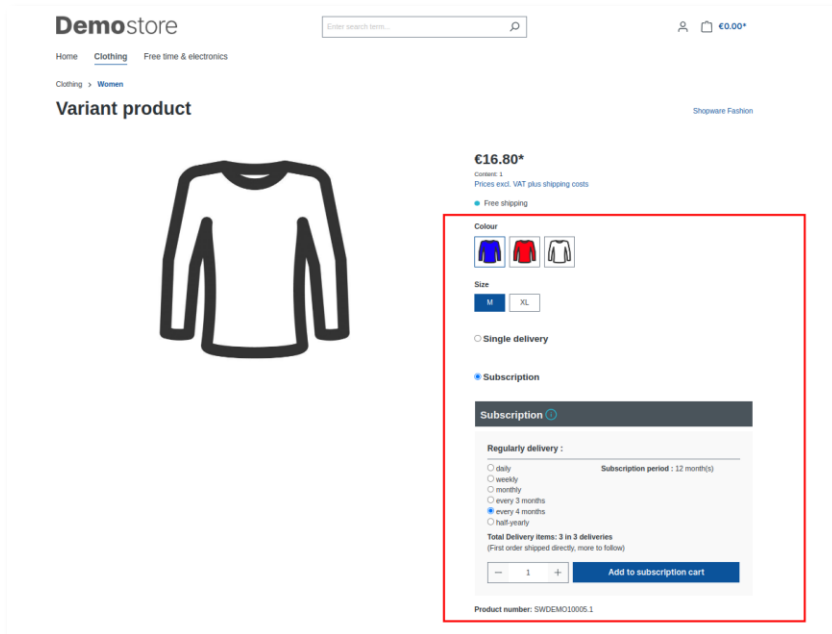 Demostore
Enter search term...
€0.00*
Home Clothing Free time & electronics
Clothing > Women
Variant product
Shopware Fashion
€16.80*
Content: 1
Prices excl. VAT plus shipping costs
Free shipping
Colour
Size
M XL
Single delivery
Subscription
Subscription
Regularly delivery :
daily
Subscription period : 12 month(s)
weekly
monthly
every 3 months
every 4 months
half-yearly
Total Delivery items: 3 in 3 deliveries
(First order shipped directly, more to follow)
− 1 + Add to subscription cart
Product number: SWDEMO10005.1